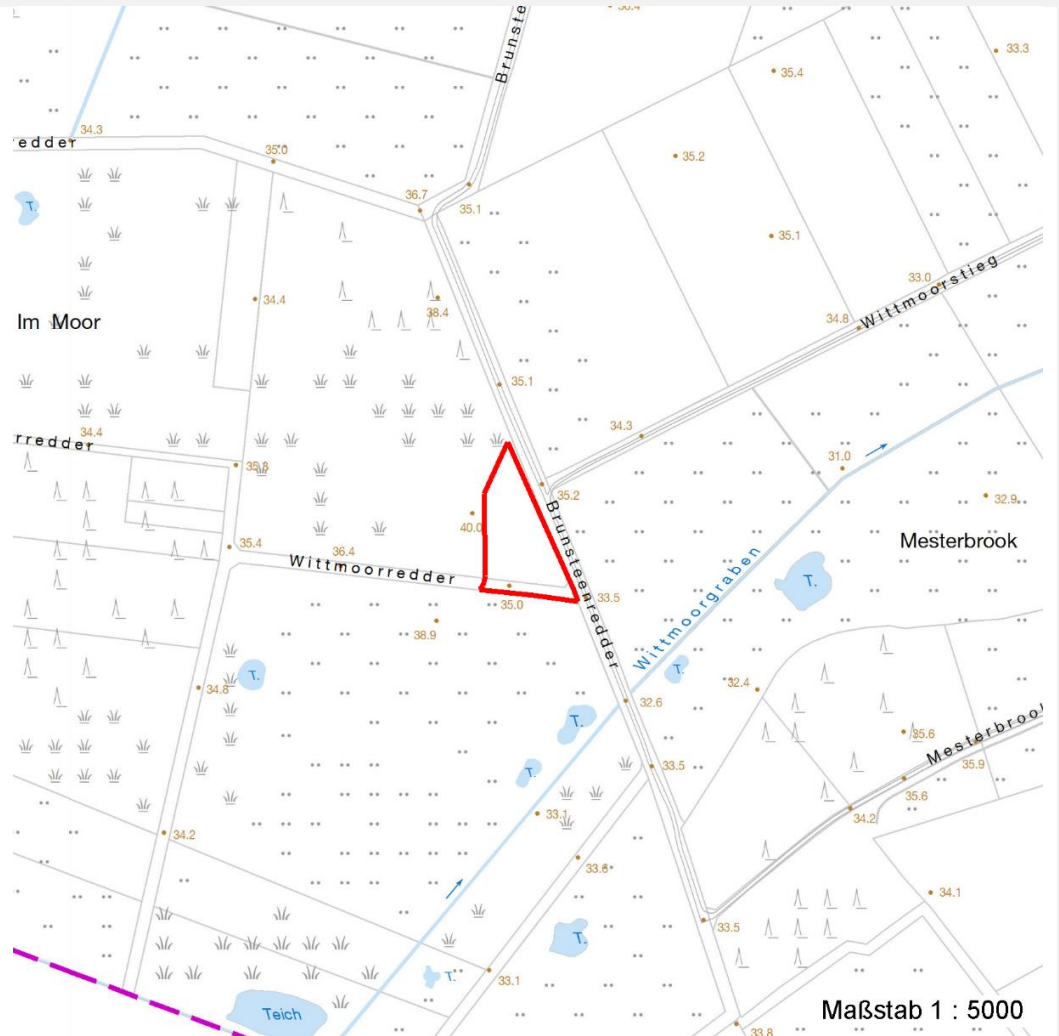 Brunste
33.3
35.4
34.3
edder
35.0
35.2
T.
36.7
35.1
35.1
33.0
Wittmoorstieg
34.4
38.4
34.8
Im Moor
35.1
34.3
34.4
rredder
35.3
31.0
35.2
32.9
40.0
Brunsteenredder
35.4
36.4
Wittmoorredder
Mesterbrook
Wittmoorgraben
T.
35.0
33.5
38.9
T.
T.
34.8
32.4
32.6
T.
35.6
Mesterbrook
35.9
33.5
T.
35.6
33.1
34.2
34.2
33.6
34.1
33.5
T.
T.
33.1
Teich
Maßstab 1 : 5000
33.8